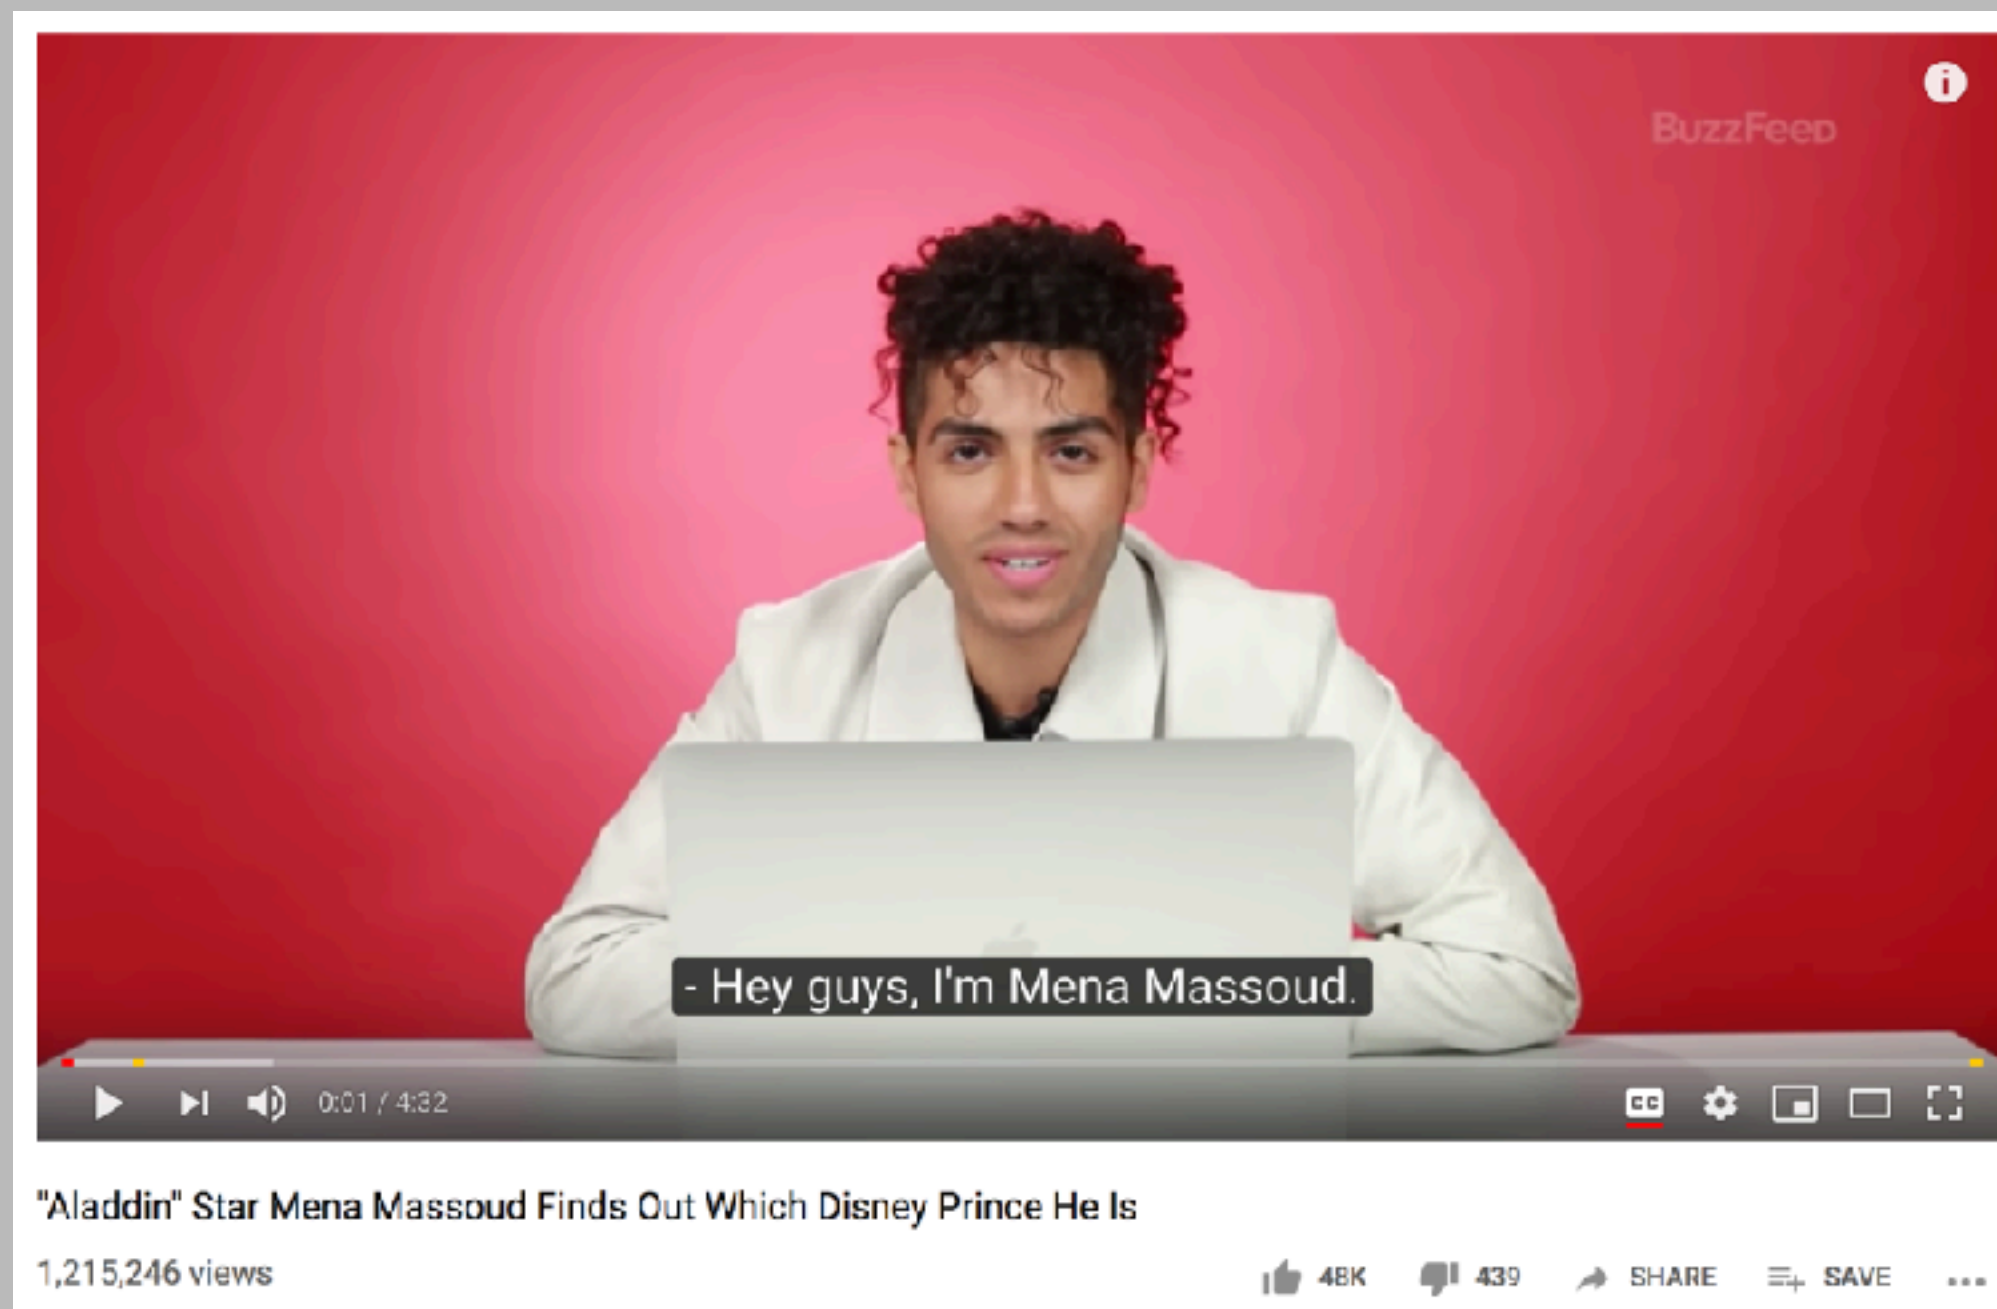 BuzzFeed
- Hey guys, I'm Mena Massoud.
0:01 / 4:32
CC
"Aladdin" Star Mena Massoud Finds Out Which Disney Prince He Is
1,215,246 views
48K 439 SHARE SAVE